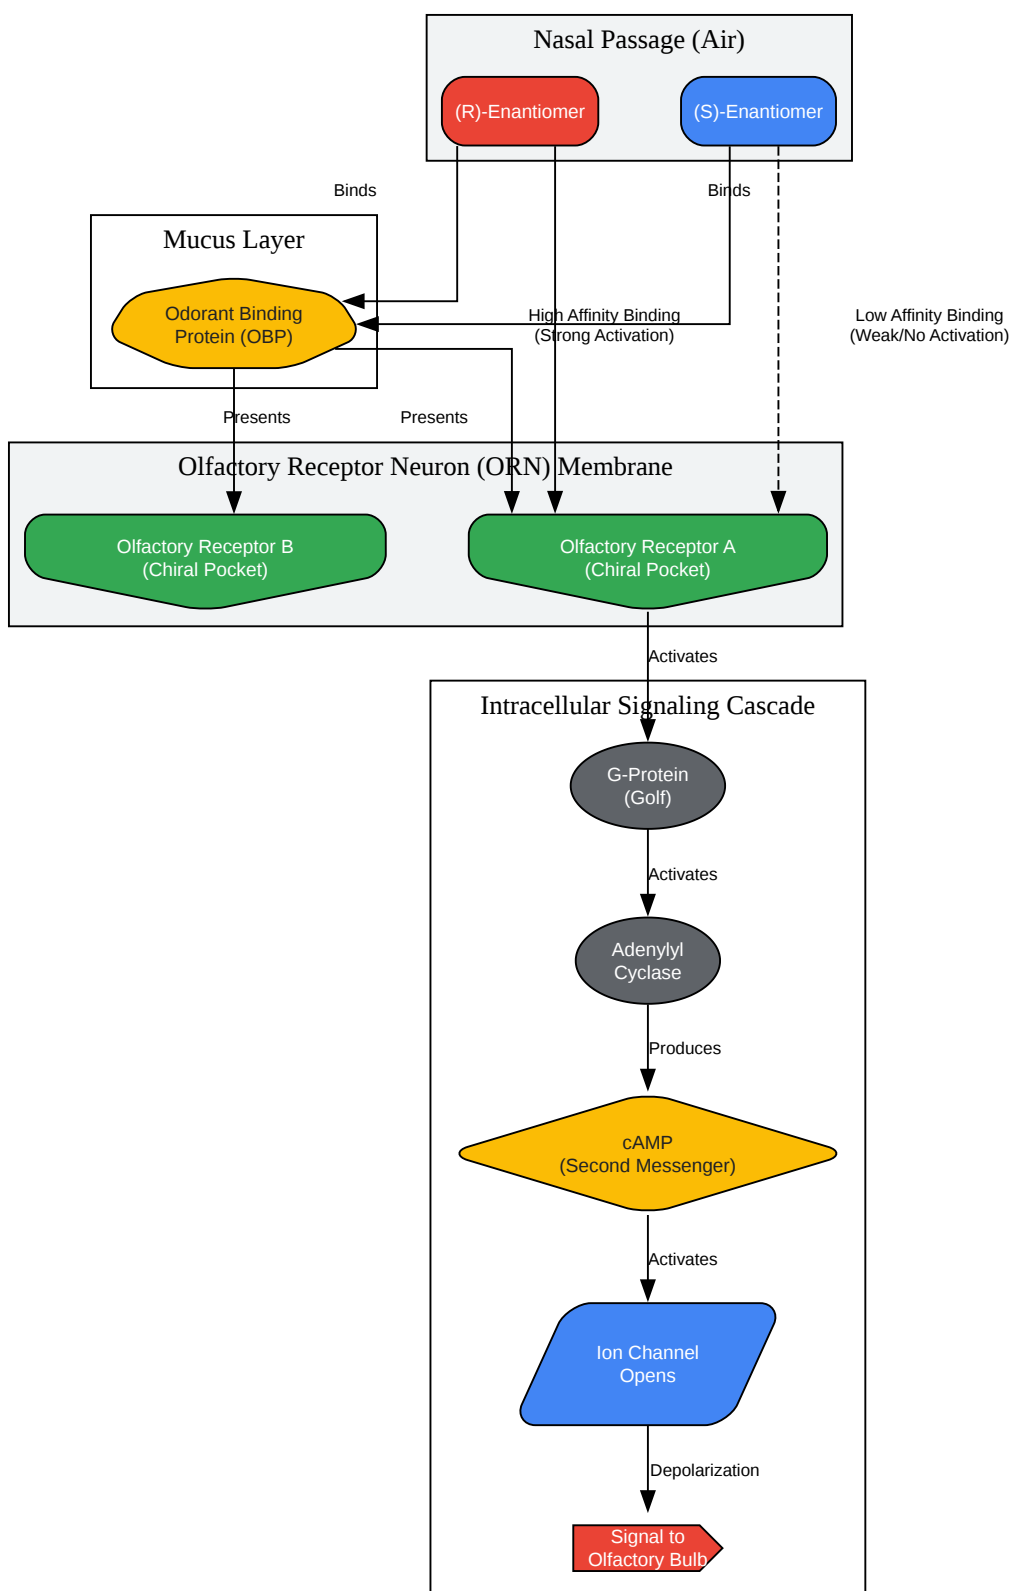 Nasal Passage (Air)
(R)-Enantiomer
(S)-Enantiomer
Binds
Binds
Mucus Layer
Odorant Binding
Protein (OBP)
High Affinity Binding
(Strong Activation)
Low Affinity Binding
(Weak/No Activation)
Presents
Presents
Olfactory Receptor Neuron (ORN) Membrane
Olfactory Receptor B
(Chiral Pocket)
Olfactory Receptor A
(Chiral Pocket)
Activates
Intracellular Signaling Cascade
G-Protein
(Golf)
Activates
Adenylyl
Cyclase
Produces
cAMP
(Second Messenger)
Activates
Ion Channel
Opens
Depolarization
Signal to
Olfactory Bulb